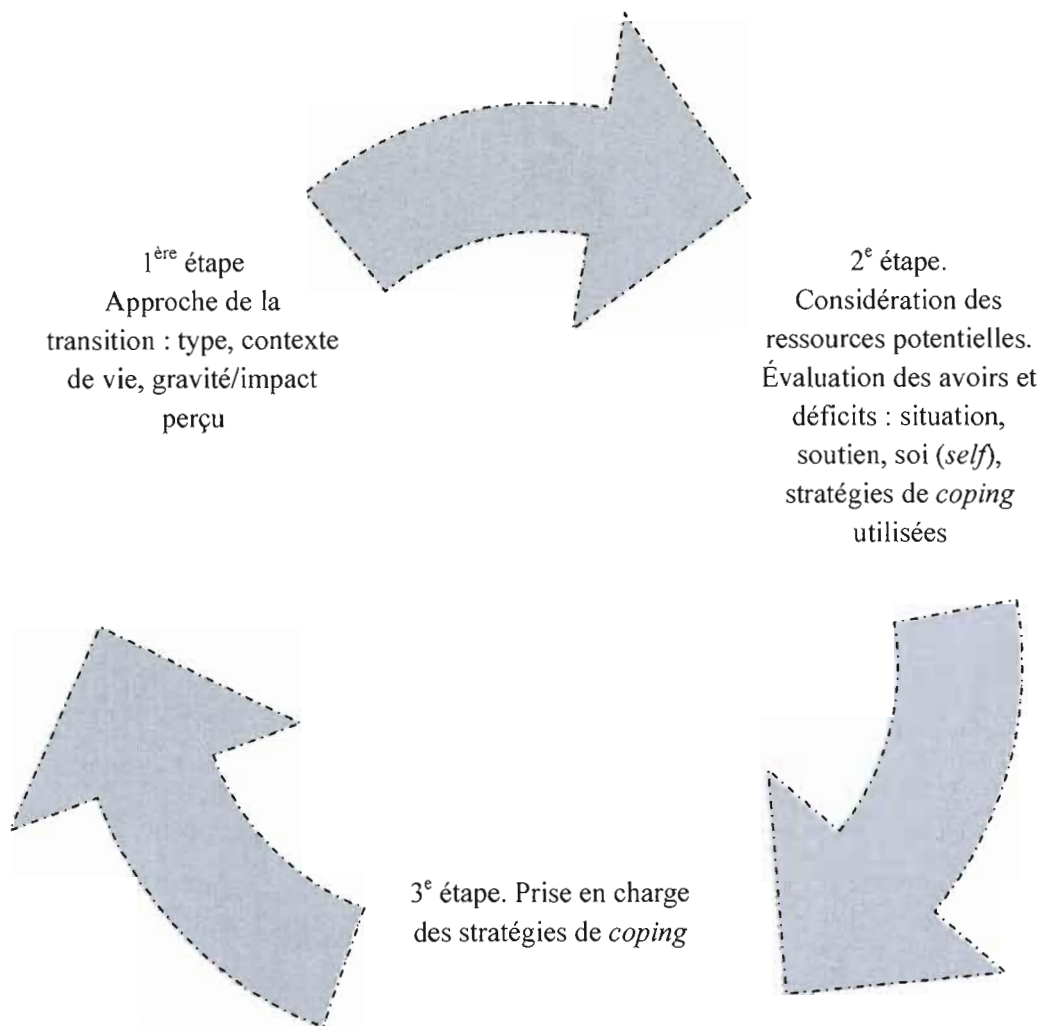 1ère étape
Approche de la
transition : type, contexte
de vie, gravité/impact
perçu
2e étape.
Considération des
ressources potentielles.
Évaluation des avoirs et
déficits : situation,
soutien, soi (self),
stratégies de coping
utilisées
3e étape. Prise en charge
des stratégies de coping